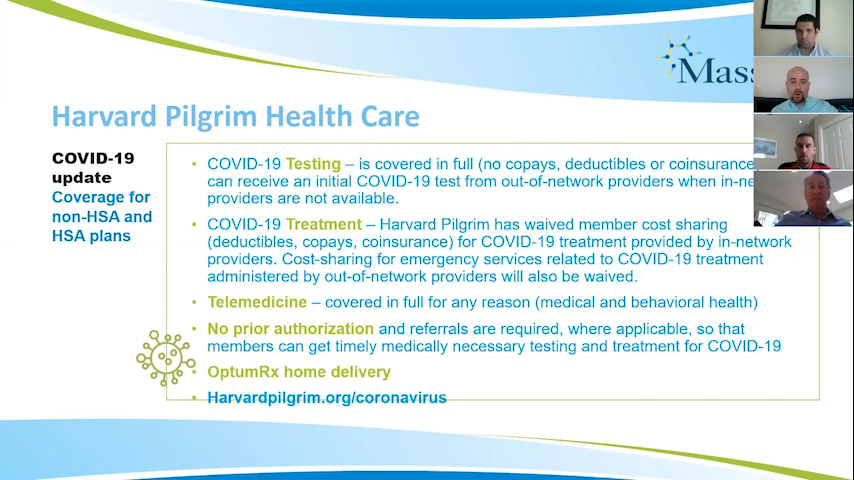 Mass
Harvard Pilgrim Health Care
COVID-19
update
Coverage for
non-HSA and
HSA plans
• COVID-19 Testing – is covered in full (no copays, deductibles or coinsurance
can receive an initial COVID-19 test from out-of-network providers when
providers are not available.
• COVID-19 Treatment – Harvard Pilgrim has waived member cost sharing
(deductibles, copays, coinsurance) for COVID-19 treatment provided by in-network
providers. Cost-sharing for emergency services related to COVID-19 treatment
administered by out-of-network providers will also be waived.
• Telemedicine – covered in full for any reason (medical and behavioral health)
• No prior authorization and referrals are required, where applicable, so that
members can get timely medically necessary testing and treatment for COVID-19
• OptumRx home delivery
• Harvardpilgrim.org/coronavirus